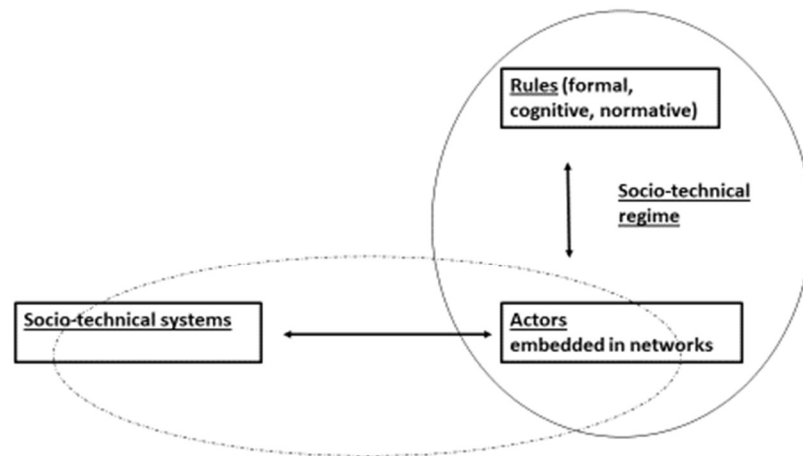 Rules (formal,
cognitive, normative)
Socio-technical
regime
Socio-technical systems
Actors
embedded in networks